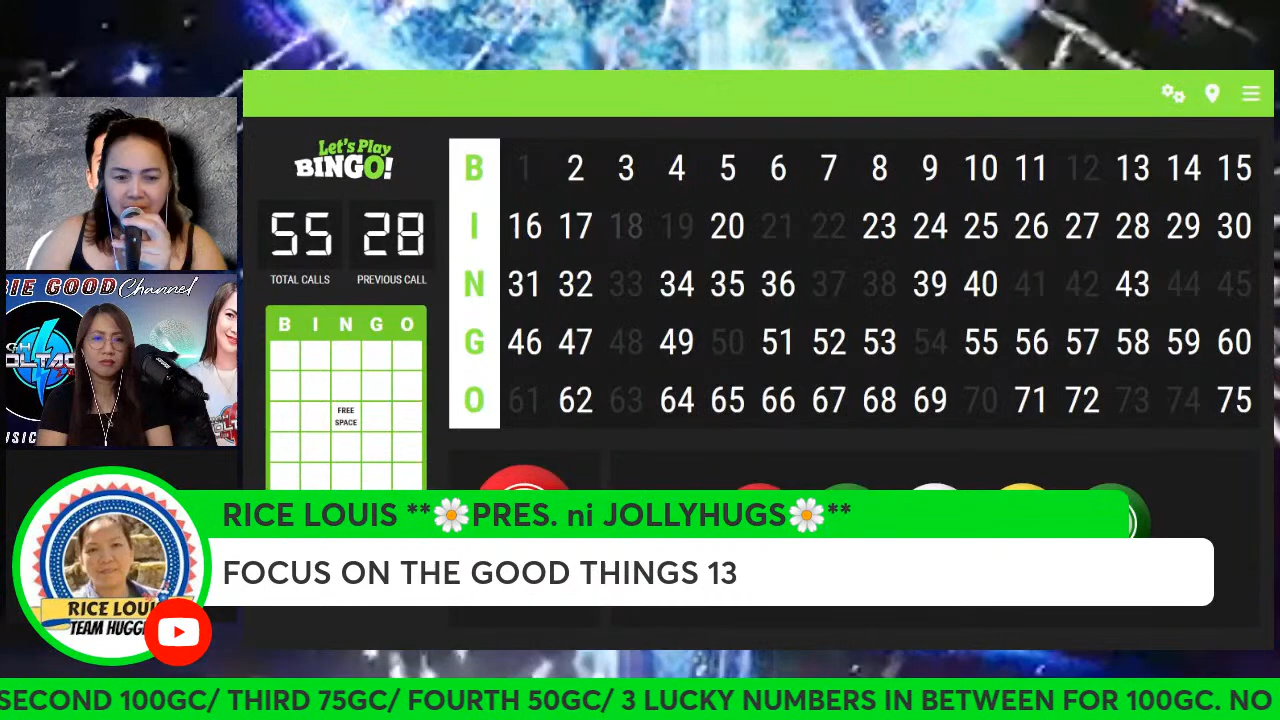 Let's Play
BINGO!
55 28
TOTAL CALLS PREVIOUS CALL
B I N G O
FREE
SPACE
B 1 2 3 4 5 6 7 8 9 10 11 12 13 14 15
I 16 17 18 19 20 21 22 23 24 25 26 27 28 29 30
N 31 32 33 34 35 36 37 38 39 40 41 42 43 44 45
G 46 47 48 49 50 51 52 53 54 55 56 57 58 59 60
O 61 62 63 64 65 66 67 68 69 70 71 72 73 74 75
BIE GOOD Channel
RICE LOUIS **🌼PRES. ni JOLLYHUGS🌼**
FOCUS ON THE GOOD THINGS 13
RICE LOUI
TEAM HUGG
SECOND 100GC/ THIRD 75GC/ FOURTH 50GC/ 3 LUCKY NUMBERS IN BETWEEN FOR 100GC. NO